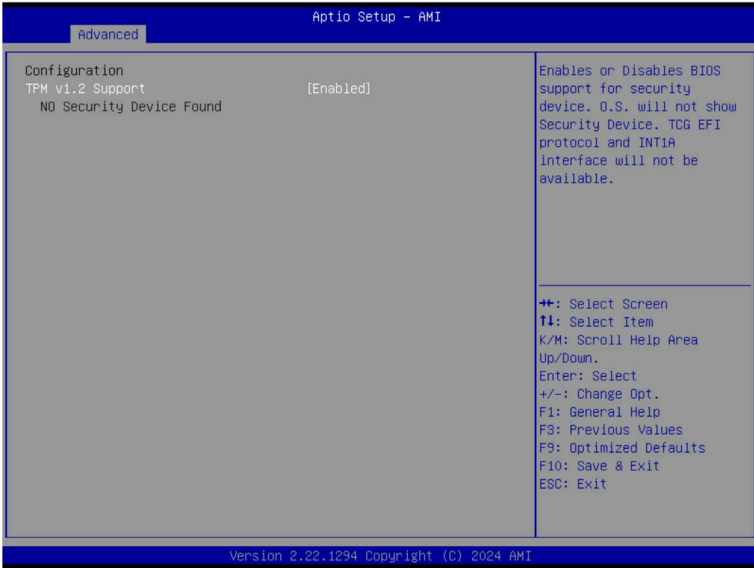 Aptio Setup – AMI
Advanced
Configuration
TPM v1.2 Support [Enabled]
NO Security Device Found
Enables or Disables BIOS
support for security
device. O.S. will not show
Security Device. TCG EFI
protocol and INT1A
interface will not be
available.
→←: Select Screen
↑↓: Select Item
K/M: Scroll Help Area
Up/Down.
Enter: Select
+/-: Change Opt.
F1: General Help
F3: Previous Values
F9: Optimized Defaults
F10: Save & Exit
ESC: Exit
Version 2.22.1294 Copyright (C) 2024 AMI